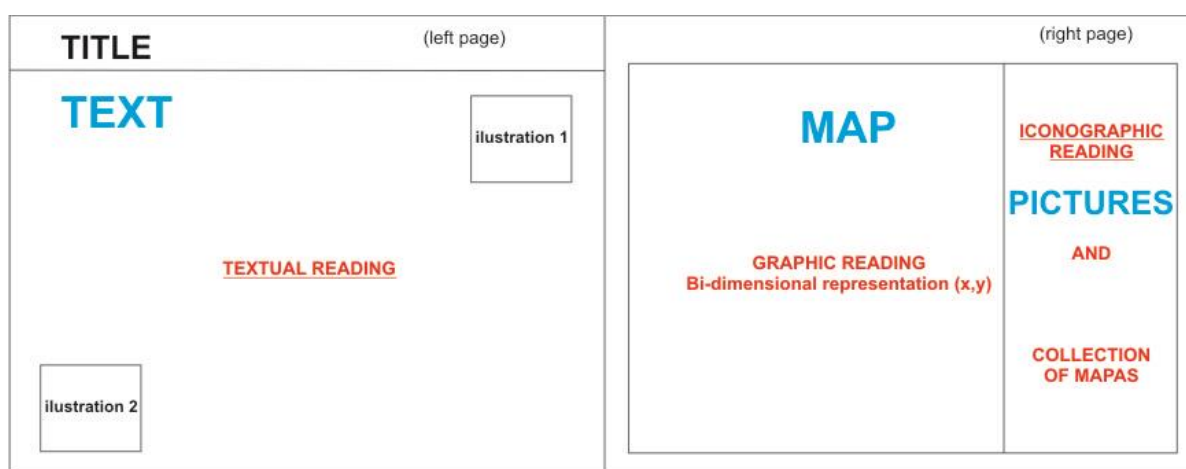 TITLE
(left page)
TEXT
ilustration 1
TEXTUAL READING
ilustration 2
(right page)
MAP
GRAPHIC READING
Bi-dimensional representation (x,y)
ICONOGRAPHIC
READING
PICTURES
AND
COLLECTION
OF MAPAS